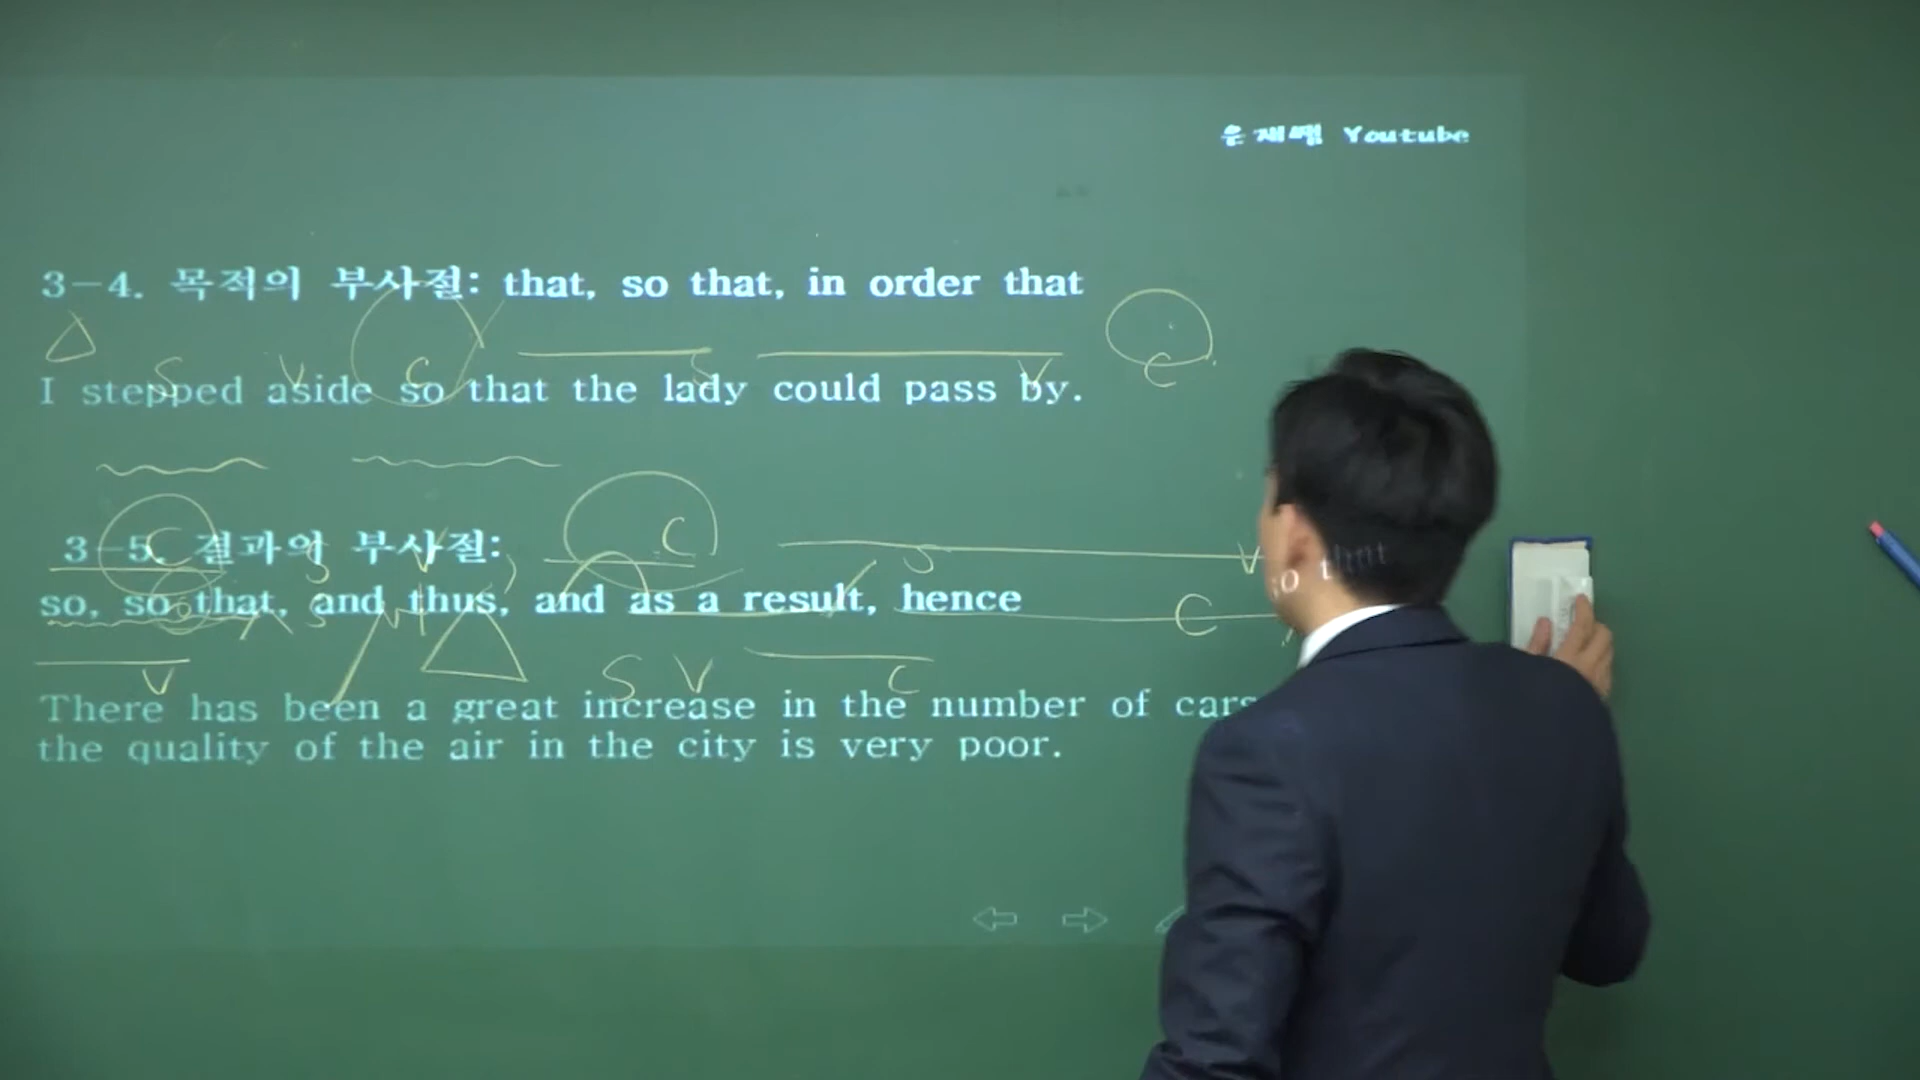 은재쌤 Youtube
3-4. 목적의 부사절: that, so that, in order that
I stepped aside so that the lady could pass by.
3-5. 결과의 부사절:
so, so that, and thus, and as a result, hence
There has been a great increase in the number of cars
the quality of the air in the city is very poor.